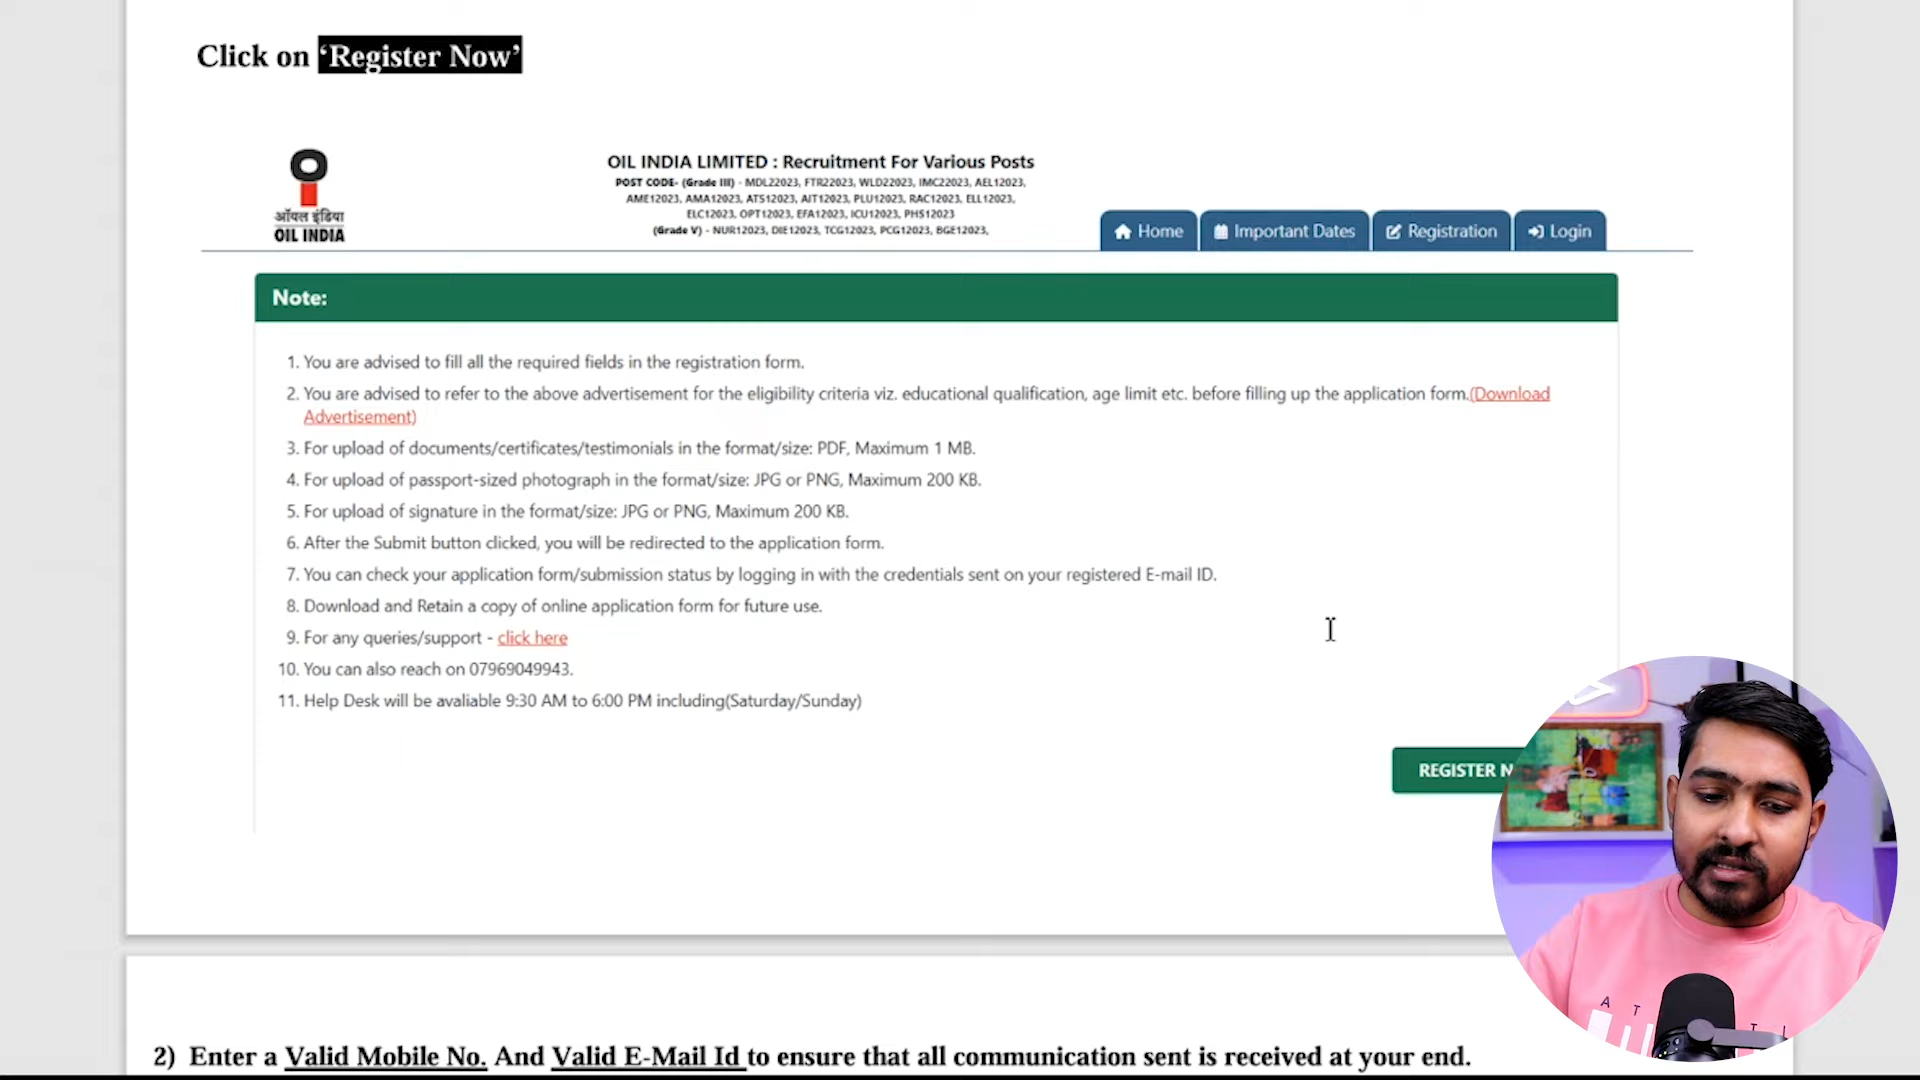 Click on ‘Register Now’
ऑयल इंडिया
OIL INDIA
OIL INDIA LIMITED : Recruitment For Various Posts
POST CODE- (Grade III) - MDL22023, FTR22023, WLD22023, IMC22023, AEL12023,
AME12023, AMA12023, ATS12023, AIT12023, PLU12023, RAC12023, ELL12023,
ELC12023, OPT12023, EFA12023, ICU12023, PHS12023
(Grade V) - NUR12023, DIE12023, TCG12023, PCG12023, BGE12023,
Home
Important Dates
Registration
Login
Note:
1. You are advised to fill all the required fields in the registration form.
2. You are advised to refer to the above advertisement for the eligibility criteria viz. educational qualification, age limit etc. before filling up the application form.(Download
Advertisement)
3. For upload of documents/certificates/testimonials in the format/size: PDF, Maximum 1 MB.
4. For upload of passport-sized photograph in the format/size: JPG or PNG, Maximum 200 KB.
5. For upload of signature in the format/size: JPG or PNG, Maximum 200 KB.
6. After the Submit button clicked, you will be redirected to the application form.
7. You can check your application form/submission status by logging in with the credentials sent on your registered E-mail ID.
8. Download and Retain a copy of online application form for future use.
9. For any queries/support - click here
10. You can also reach on 07969049943.
11. Help Desk will be avaliable 9:30 AM to 6:00 PM including(Saturday/Sunday)
REGISTER N
2) Enter a Valid Mobile No. And Valid E-Mail Id to ensure that all communication sent is received at your end.